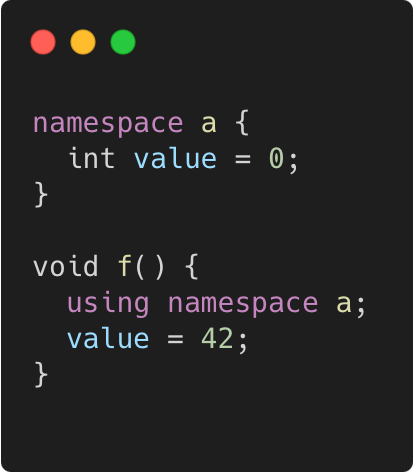 namespace a {
  int value = 0;
}

void f() {
  using namespace a;
  value = 42;
}